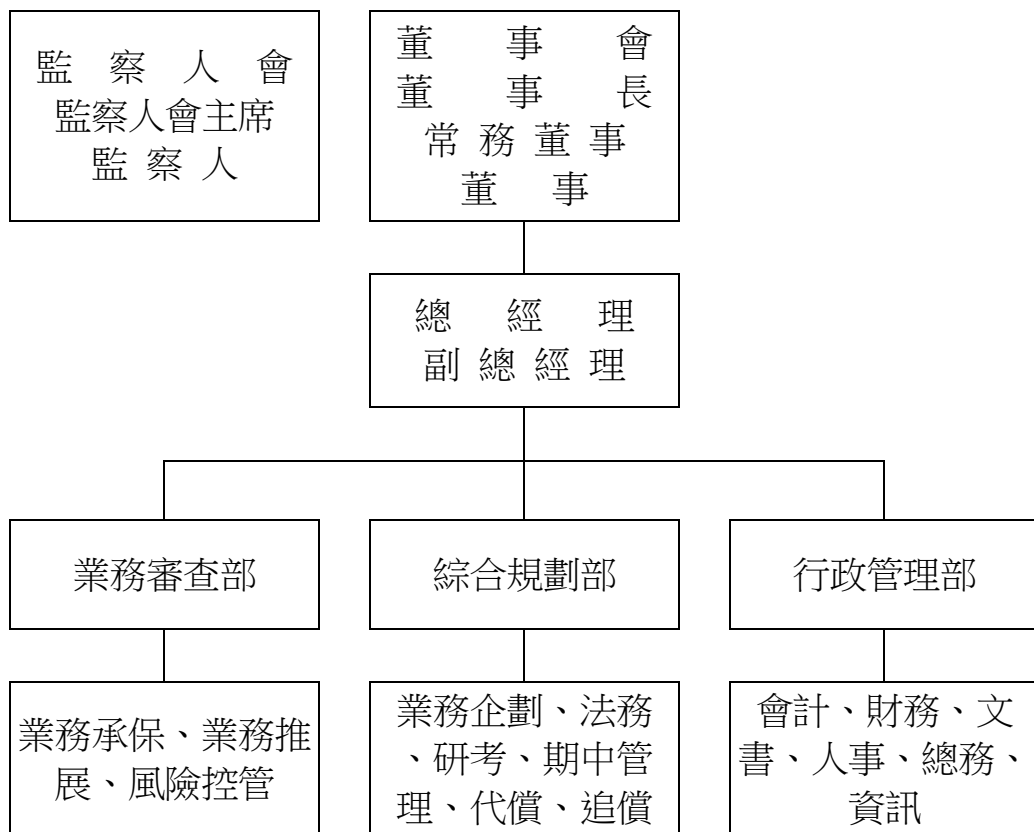 監察人會
監察人會主席
監察人
董事會
董事長
常務董事
董事
總經理
副總經理
業務審查部
綜合規劃部
行政管理部
業務承保、業務推
展、風險控管
業務企劃、法務
、研考、期中管
理、代償、追償
會計、財務、文
書、人事、總務、
資訊